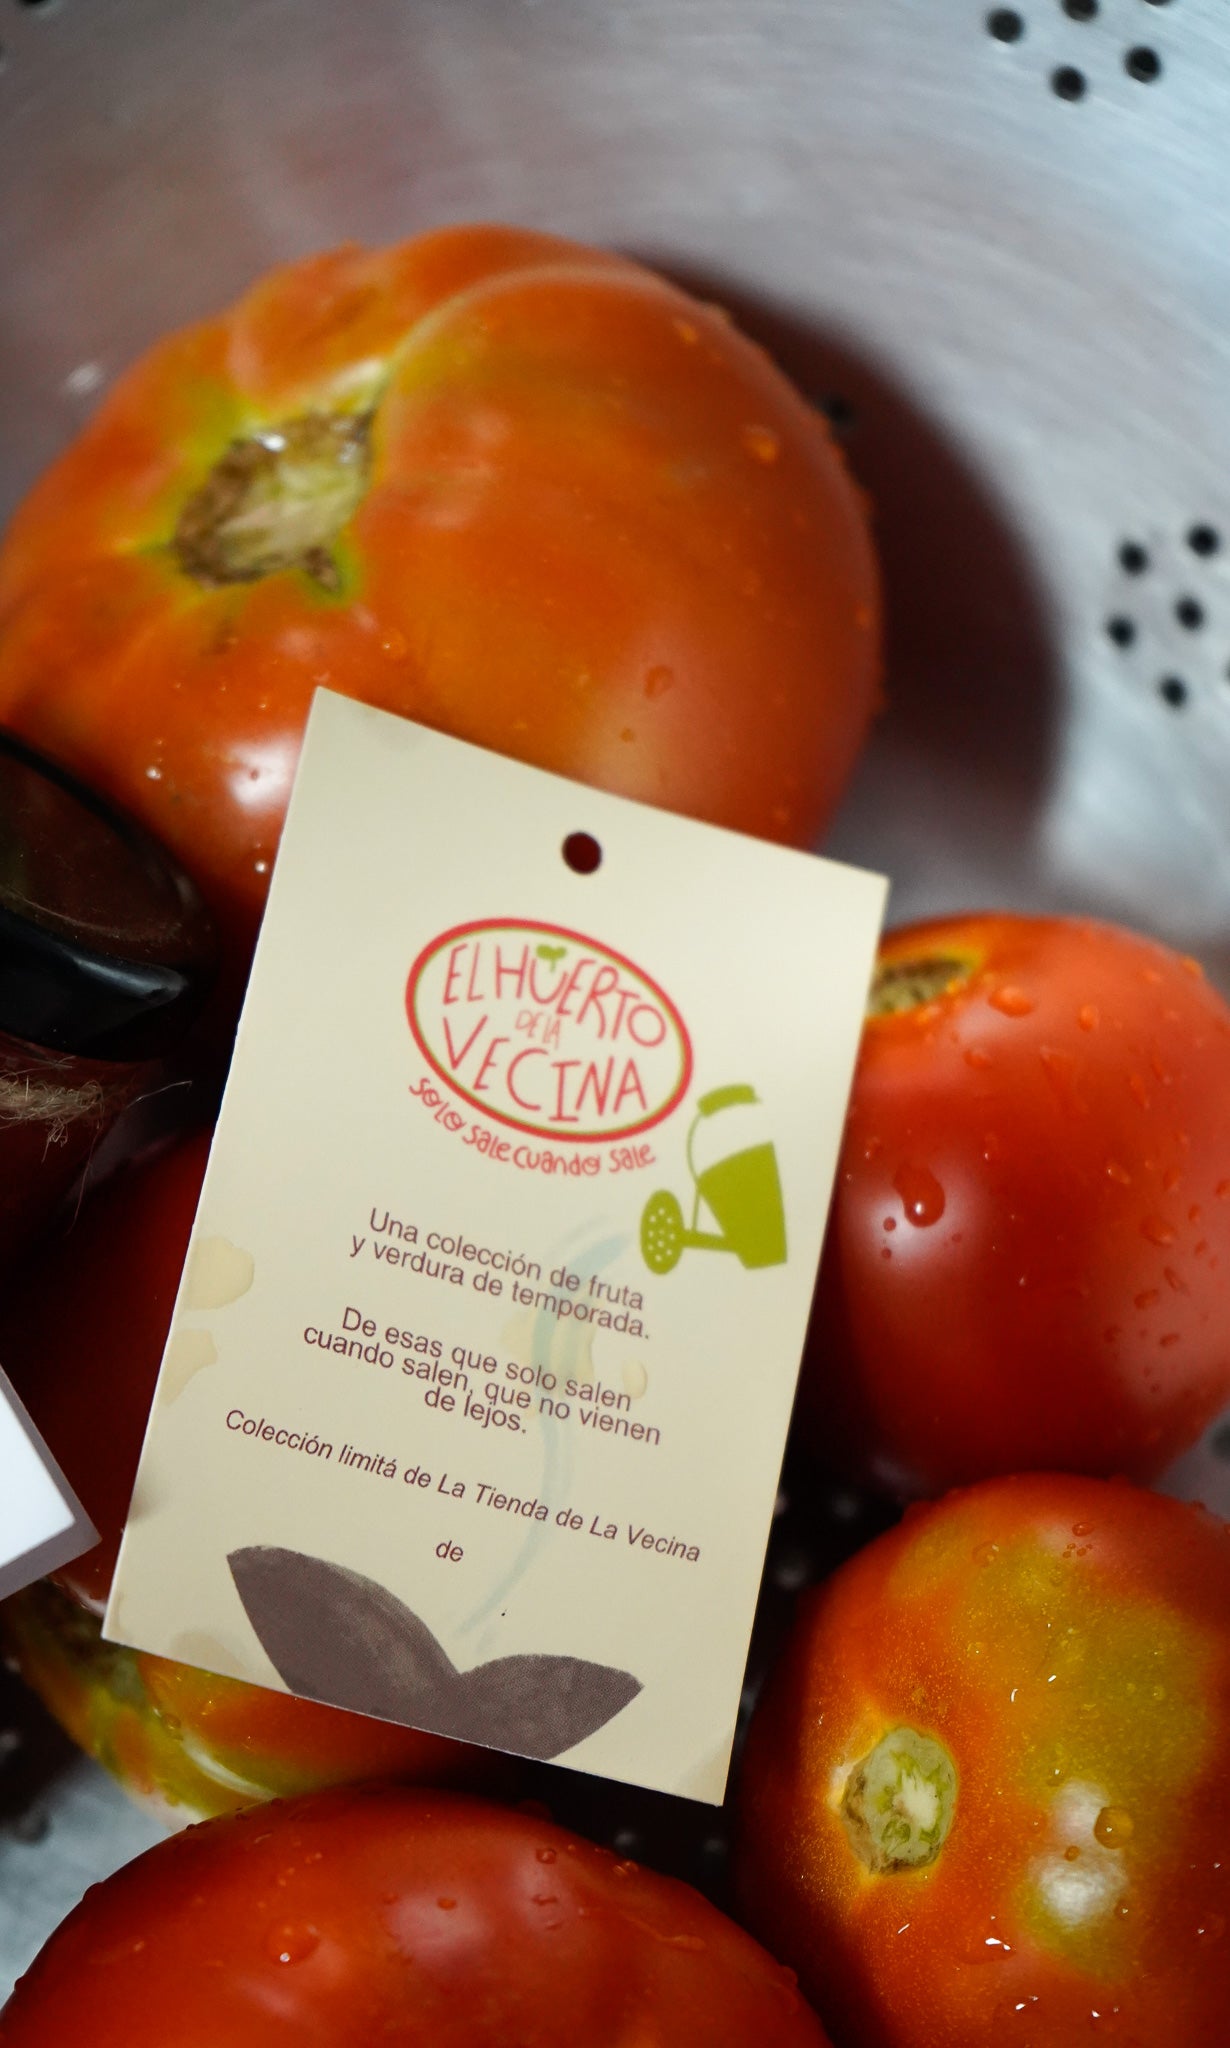 EL HUERTO
DE LA
VECINA
SOLO SALE CUANDO SALE
Una colección de fruta
y verdura de temporada.
De esas que solo salen
cuando salen, que no vienen
de lejos.
Colección limitá de La Tienda de La Vecina
de